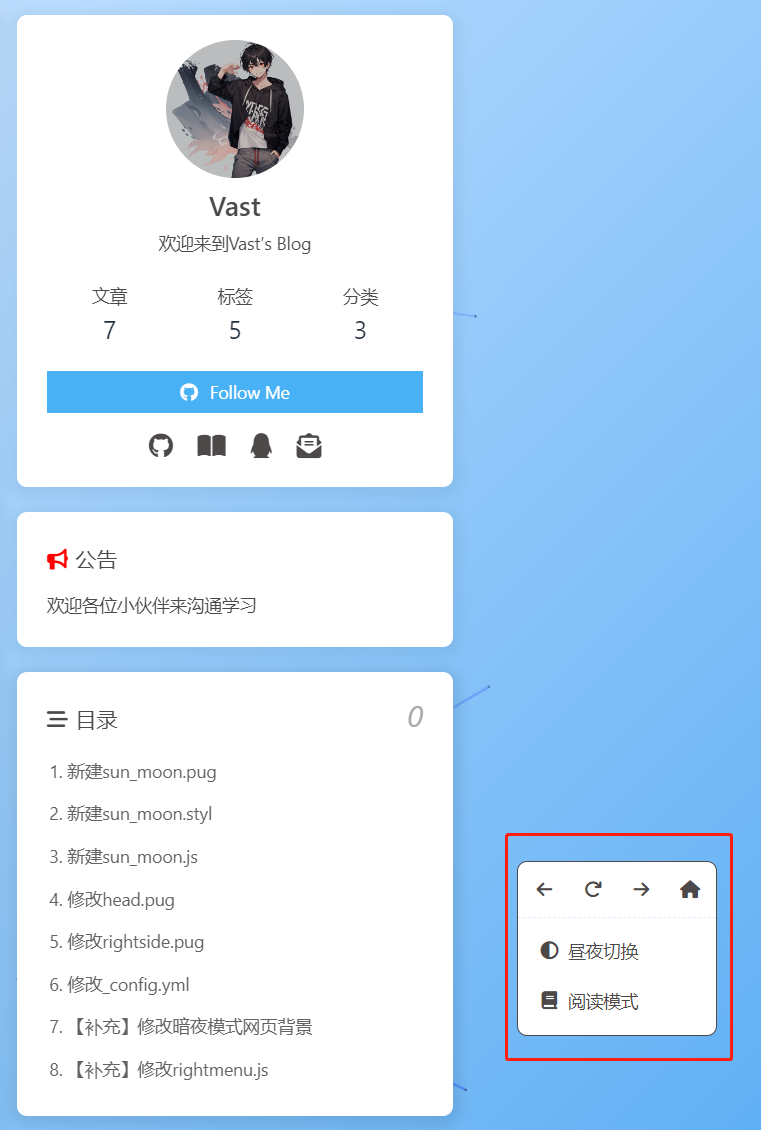 Vast
欢迎来到Vast's Blog
文章 标签 分类
7 5 3
Follow Me
公告
欢迎各位小伙伴来沟通学习
目录 0
1. 新建sun_moon.pug
2. 新建sun_moon.styl
3. 新建sun_moon.js
4. 修改head.pug
5. 修改rightside.pug
6. 修改_config.yml
7. 【补充】修改暗夜模式网页背景
8. 【补充】修改rightmenu.js
昼夜切换
阅读模式